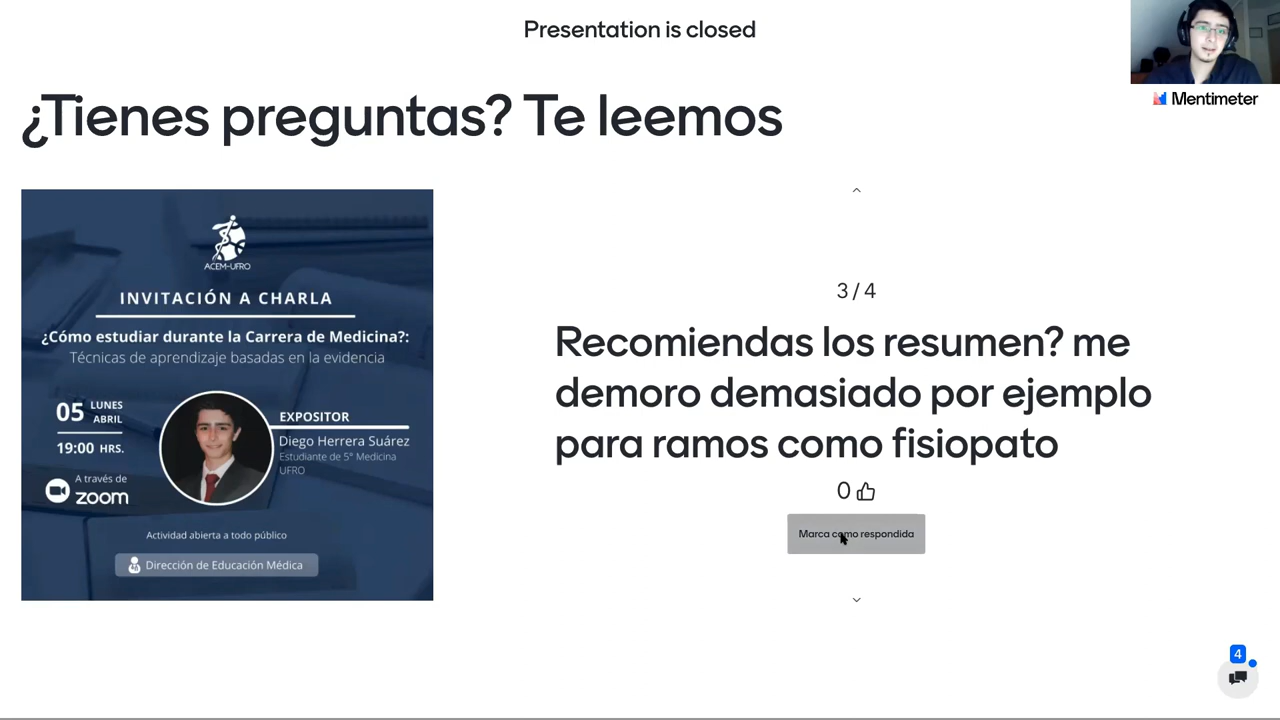 Presentation is closed
Mentimeter
¿Tienes preguntas? Te leemos
ACEM-UFRO
INVITACIÓN A CHARLA
¿Cómo estudiar durante la Carrera de Medicina?:
Técnicas de aprendizaje basadas en la evidencia
05 LUNES ABRIL
19:00 HRS.
A través de
zoom
EXPOSITOR
Diego Herrera Suárez
Estudiante de 5° Medicina
UFRO
Actividad abierta a todo público
Dirección de Educación Médica
3 / 4
Recomiendas los resumen? me
demoro demasiado por ejemplo
para ramos como fisiopato
0
Marca como respondida
4